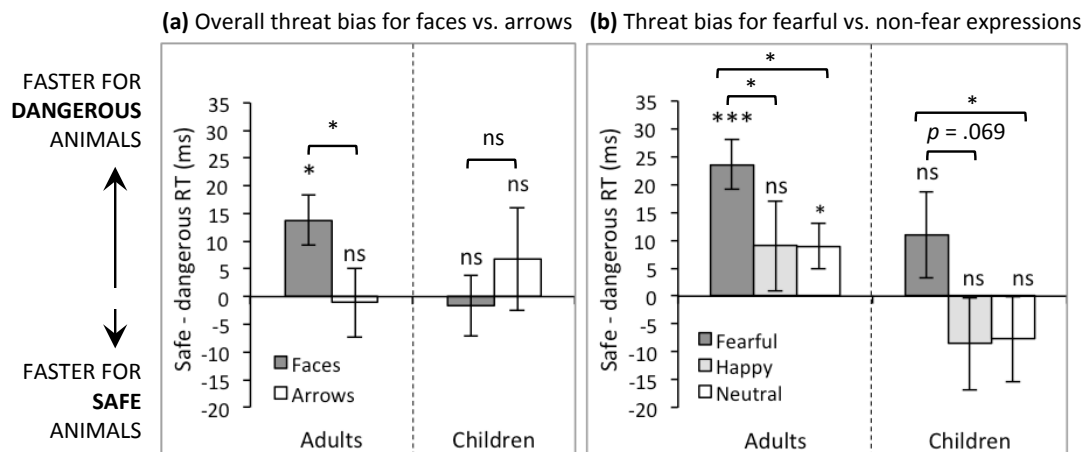 (a) Overall threat bias for faces vs. arrows
(b) Threat bias for fearful vs. non-fear expressions
FASTER FOR
DANGEROUS
ANIMALS
FASTER FOR
SAFE
ANIMALS
Safe - dangerous RT (ms)
35
30
25
20
15
10
5
0
-5
-10
-15
-20
*
*
ns
ns
ns
ns
Faces
Arrows
Adults
Children
Safe - dangerous RT (ms)
35
30
25
20
15
10
5
0
-5
-10
-15
-20
*
*
***
ns
*
*
p = .069
ns
ns
ns
Fearful
Happy
Neutral
Adults
Children